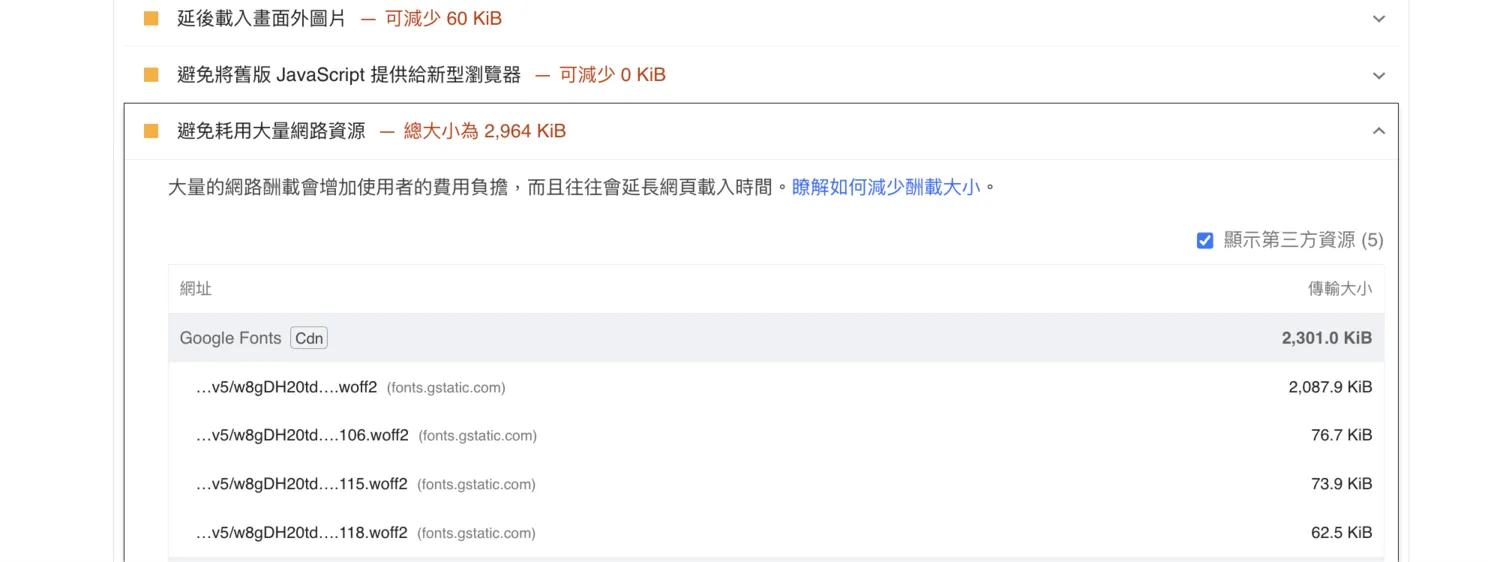 延後載入畫面外圖片 — 可減少 60 KiB
避免將舊版 JavaScript 提供給新型瀏覽器 — 可減少 0 KiB
避免耗用大量網路資源 — 總大小為 2,964 KiB
大量的網路酬載會增加使用者的費用負擔，而且往往會延長網頁載入時間。瞭解如何減少酬載大小。
顯示第三方資源 (5)
網址 傳輸大小
Google Fonts Cdn 2,301.0 KiB
…v5/w8gDH20td….woff2 (fonts.gstatic.com) 2,087.9 KiB
…v5/w8gDH20td….106.woff2 (fonts.gstatic.com) 76.7 KiB
…v5/w8gDH20td….115.woff2 (fonts.gstatic.com) 73.9 KiB
…v5/w8gDH20td….118.woff2 (fonts.gstatic.com) 62.5 KiB